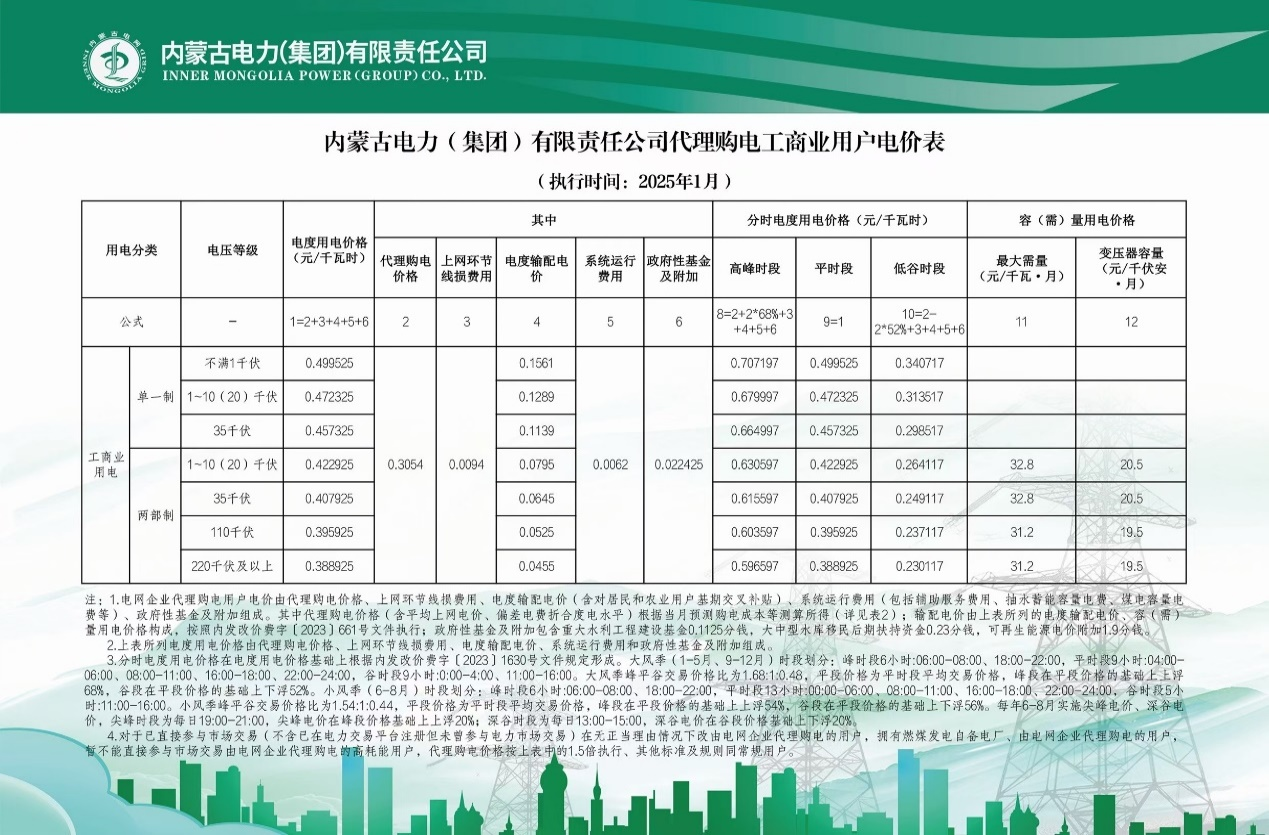 内蒙古电力(集团)有限责任公司
INNER MONGOLIA POWER(GROUP)CO., LTD.
内蒙古电力(集团)有限责任公司代理购电工商业用户电价表
(执行时间:2025年1月)
用电分类 电压等级 电度用电价格(元/千瓦时) 其中 分时电度用电价格(元/千瓦时) 容(需)量用电价格
代理购电价格 上网环节线损费用 电度输配电价 系统运行费用 政府性基金及附加 高峰时段 平时段 低谷时段 最大需量(元/千瓦·月) 变压器容量(元/千伏安·月)
公式 – 1=2+3+4+5+6 2 3 4 5 6 8=2+2*68%+3+4+5+6 9=1 10=2-2*52%+3+4+5+6 11 12
工商业用电 单一制 不满1千伏 0.499525 0.3054 0.0094 0.1561 0.0062 0.022425 0.707197 0.499525 0.340717
1~10(20)千伏 0.472325 0.1289 0.679997 0.472325 0.313517
35千伏 0.457325 0.1139 0.664997 0.457325 0.298517
两部制 1~10(20)千伏 0.422925 0.0795 0.630597 0.422925 0.264117 32.8 20.5
35千伏 0.407925 0.0645 0.615597 0.407925 0.249117 32.8 20.5
110千伏 0.395925 0.0525 0.603597 0.395925 0.237117 31.2 19.5
220千伏及以上 0.388925 0.0455 0.596597 0.388925 0.230117 31.2 19.5
注:1.电网企业代理购电用户电价由代理购电价格、上网环节线损费用、电度输配电价(含对居民和农业用户基期交叉补贴)、系统运行费用(包括辅助服务费用、抽水蓄能容量电费、煤电容量电
费等)、政府性基金及附加组成。其中代理购电价格(含平均上网电价、偏差电费折合度电水平)根据当月预测购电成本等测算所得(详见表2);输配电价由上表所列的电度输配电价、容(需)
量用电价格构成,按照内发改价费字〔2023〕661号文件执行;政府性基金及附加包含重大水利工程建设基金0.1125分钱,大中型水库移民后期扶持资金0.23分钱,可再生能源电价附加1.9分钱。
2.上表所列电度用电价格由代理购电价格、上网环节线损费用、电度输配电价、系统运行费用和政府性基金及附加组成。
3.分时电度用电价格在电度用电价格基础上根据内发改价费字〔2023〕1630号文件规定形成。大风季(1-5月、9-12月)时段划分:峰时段6小时:06:00-08:00、18:00-22:00,平时段9小时:04:00-
06:00、08:00-11:00、16:00-18:00、22:00-24:00,谷时段9小时:0:00-4:00、11:00-16:00。大风季峰平谷交易价格比为1.68:1:0.48,平段价格为平时段平均交易价格,峰段在平段价格的基础上上浮
68%,谷段在平段价格的基础上下浮52%。小风季(6-8月)时段划分:峰时段6小时:06:00-08:00、18:00-22:00,平时段13小时:00:00-06:00、08:00-11:00、16:00-18:00、22:00-24:00,谷时段5小
时:11:00-16:00。小风季峰平谷交易价格比为1.54:1:0.44,平段价格为平时段平均交易价格,峰段在平段价格的基础上上浮54%,谷段在平段价格的基础上下浮56%。每年6-8月实施尖峰电价、深谷电
价,尖峰时段为每日19:00-21:00,尖峰电价在峰段价格基础上上浮20%;深谷时段为每日13:00-15:00,深谷电价在谷段价格基础上下浮20%。
4.对于已直接参与市场交易(不含已在电力交易平台注册但未曾参与电力市场交易)在无正当理由情况下改由电网企业代理购电的用户,拥有燃煤发电自备电厂、由电网企业代理购电的用户,
暂不能直接参与市场交易由电网企业代理购电的高耗能用户,代理购电价格按上表中的1.5倍执行、其他标准及规则同常规用户。